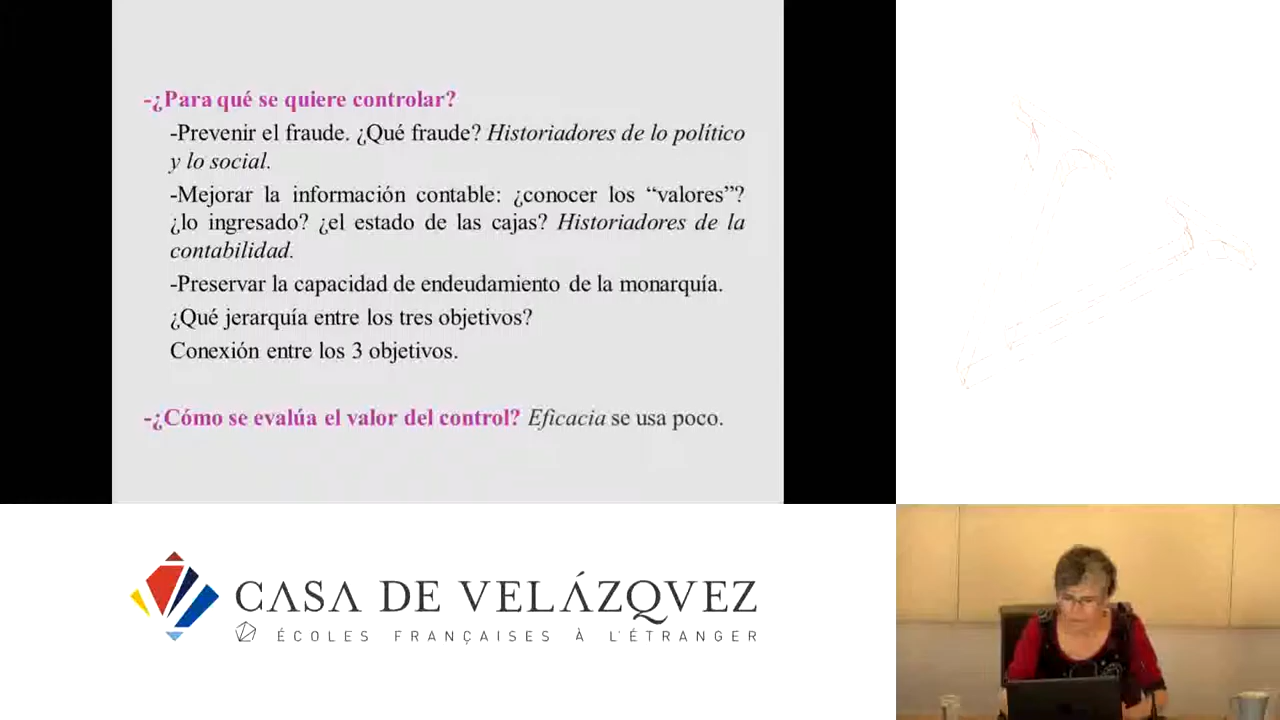 -¿Para qué se quiere controlar?
-Prevenir el fraude. ¿Qué fraude? Historiadores de lo político
y lo social.
-Mejorar la información contable: ¿conocer los “valores”?
¿lo ingresado? ¿el estado de las cajas? Historiadores de la
contabilidad.
-Preservar la capacidad de endeudamiento de la monarquía.
¿Qué jerarquía entre los tres objetivos?
Conexión entre los 3 objetivos.
-¿Cómo se evalúa el valor del control? Eficacia se usa poco.
CASA DE VELÁZQVEZ
ÉCOLES FRANÇAISES À L'ÉTRANGER